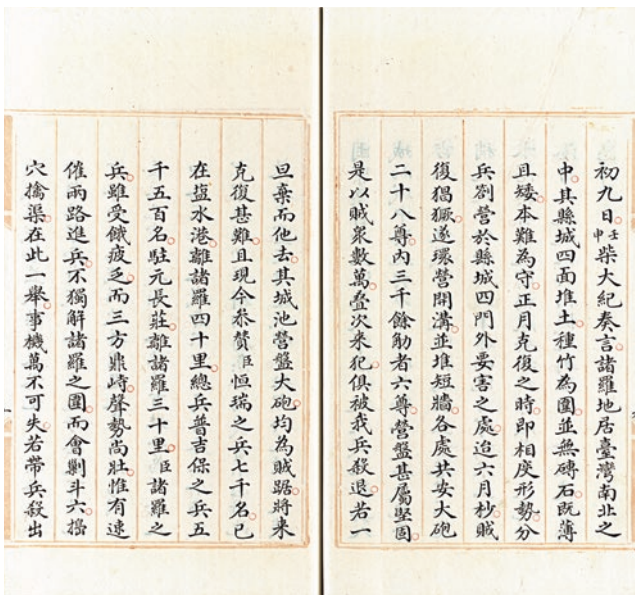 初九日壬申柴大紀奏言諸羅地居臺灣南北之
中其縣城四面堆土種竹為圍並無磚石既薄
且矮本難為守正月克復之時即相度形勢分
兵劄營於縣城四門外要害之處迨六月杪賊
復猖獗遂環營開溝並堆短牆各處共安大砲
二十八尊內三千餘觔者六尊營盤甚屬堅固
是以賊衆數萬叠次來犯俱被我兵殺退若一
旦棄而他去其城池營盤大砲均為賊踞將來
克復甚難且現今叅贊臣恒瑞之兵七千名已
在盐水港離諸羅四十里總兵普吉保之兵五
千五百名駐元長莊離諸羅三十里臣諸羅之
兵雖受餓疲乏而三方鼎峙聲勢尚壯惟有速
催兩路進兵不獨解諸羅之圍而會剿斗六搗
穴擒渠在此一舉事機萬不可失若帶兵殺出